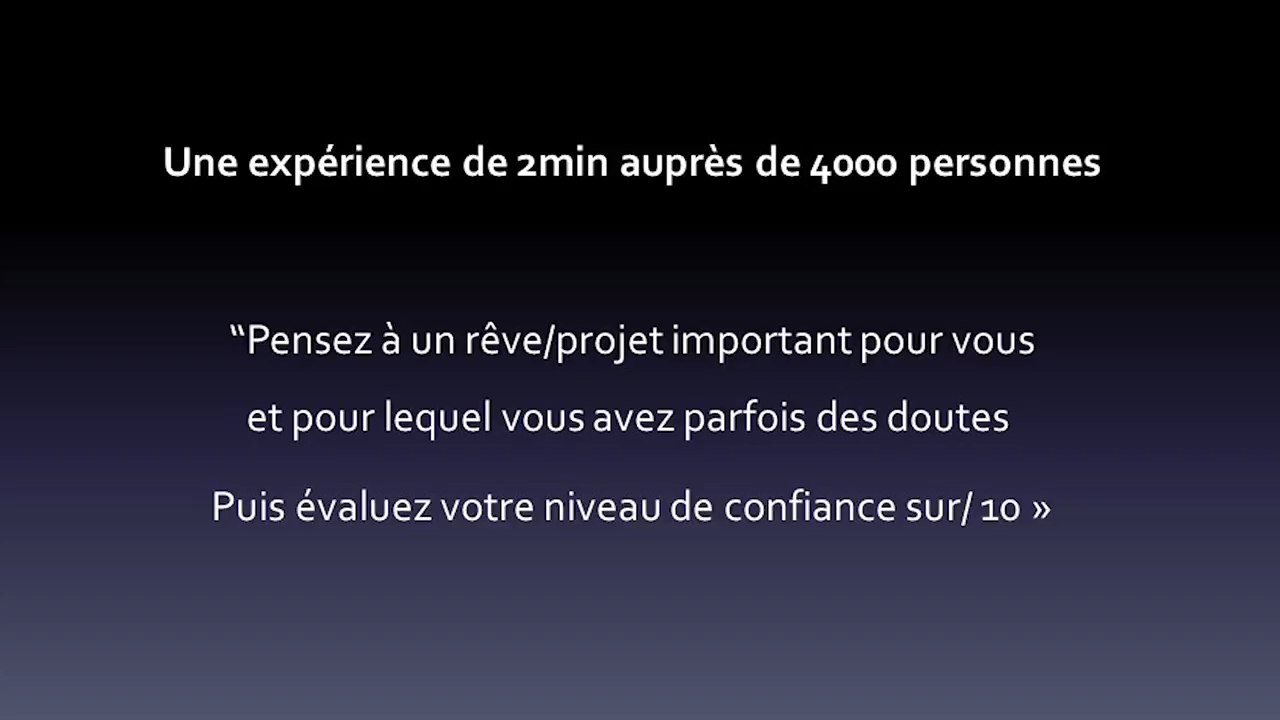 Une expérience de 2min auprès de 4000 personnes
“Pensez à un rêve/projet important pour vous
et pour lequel vous avez parfois des doutes
Puis évaluez votre niveau de confiance sur/ 10 »